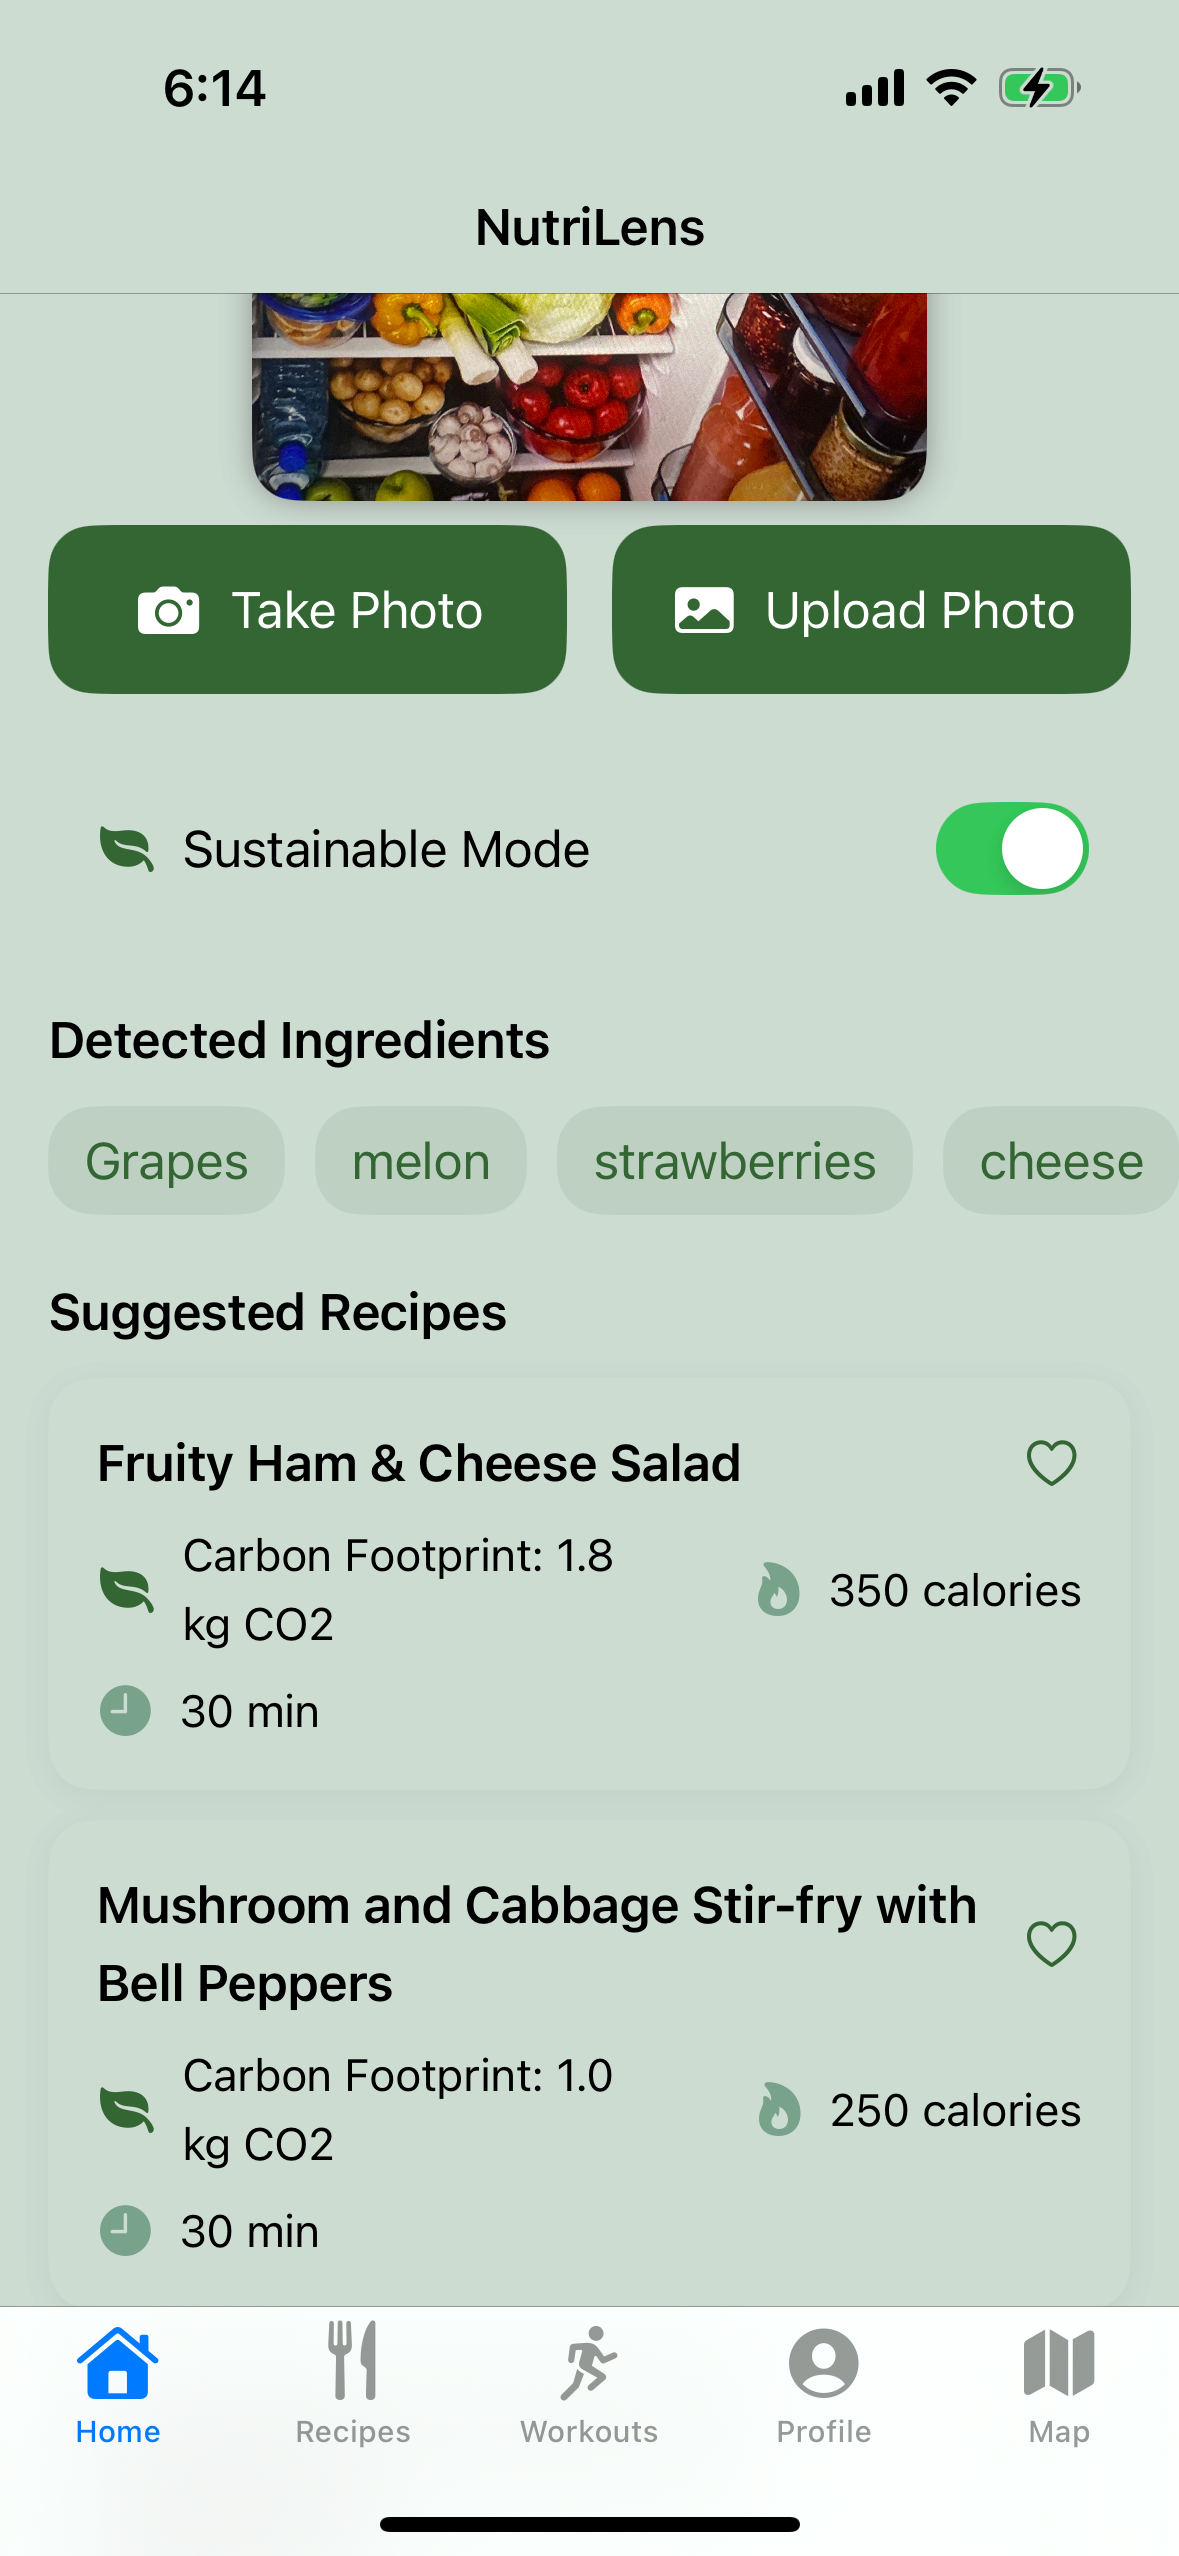 6:14
NutriLens
Take Photo
Upload Photo
Sustainable Mode
Detected Ingredients
Grapes
melon
strawberries
cheese
Suggested Recipes
Fruity Ham & Cheese Salad
Carbon Footprint: 1.8
kg CO2
350 calories
30 min
Mushroom and Cabbage Stir-fry with
Bell Peppers
Carbon Footprint: 1.0
kg CO2
250 calories
30 min
Home
Recipes
Workouts
Profile
Map